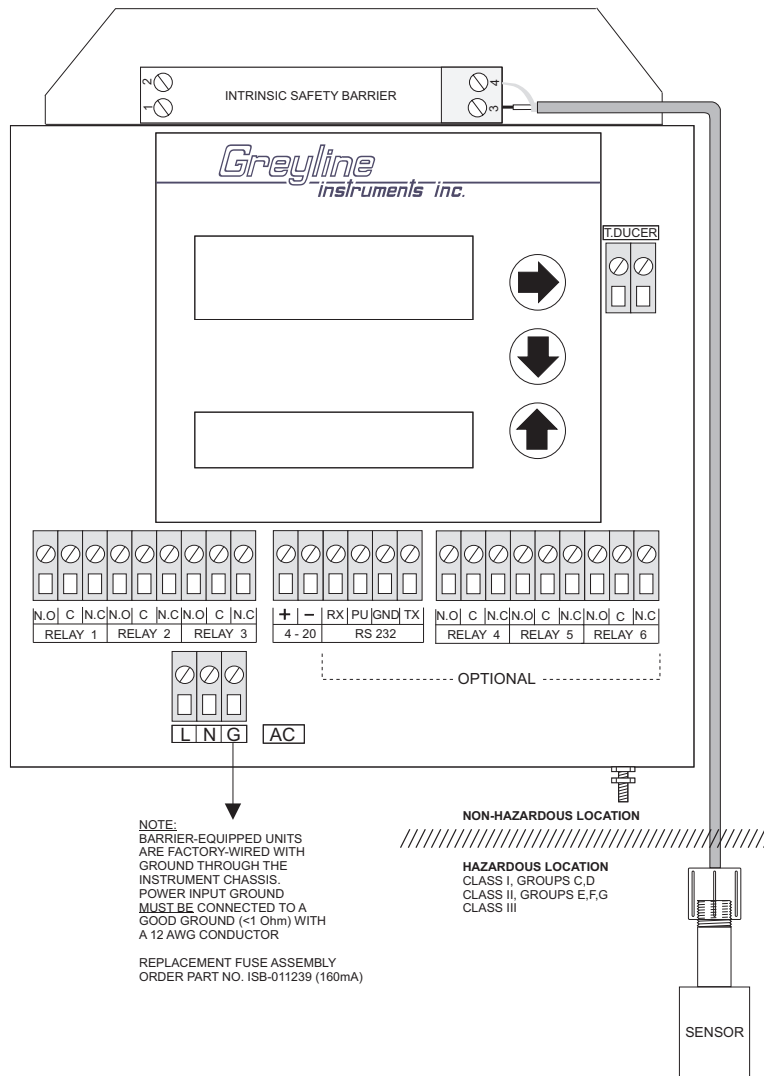 2
1
INTRINSIC SAFETY BARRIER
4
3
Greyline
instruments inc.
T.DUCER
N.O C N.C N.O C N.C N.O C N.C
RELAY 1 RELAY 2 RELAY 3
+ – RX PU GND TX
4 - 20 RS 232
N.O C N.C N.O C N.C N.O C N.C
RELAY 4 RELAY 5 RELAY 6
OPTIONAL
L N G AC
NOTE:
BARRIER-EQUIPPED UNITS
ARE FACTORY-WIRED WITH
GROUND THROUGH THE
INSTRUMENT CHASSIS.
POWER INPUT GROUND
MUST BE CONNECTED TO A
GOOD GROUND (<1 Ohm) WITH
A 12 AWG CONDUCTOR
REPLACEMENT FUSE ASSEMBLY
ORDER PART NO. ISB-011239 (160mA)
NON-HAZARDOUS LOCATION
HAZARDOUS LOCATION
CLASS I, GROUPS C,D
CLASS II, GROUPS E,F,G
CLASS III
SENSOR